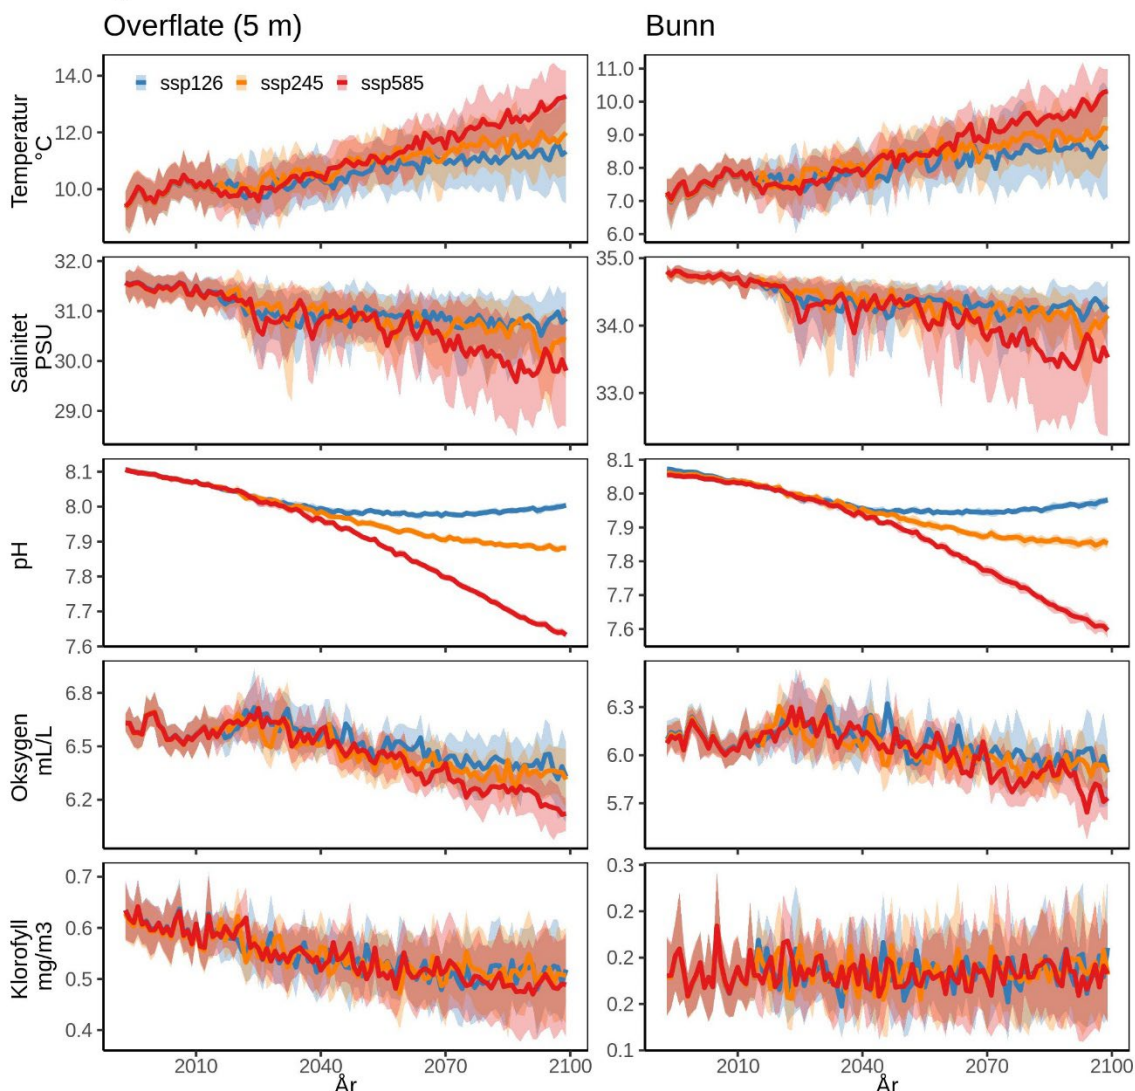 Overflate (5 m)
Bunn
ssp126 ssp245 ssp585
Temperatur
°C
14.0
12.0
10.0
11.0
10.0
9.0
8.0
7.0
6.0
Salinitet
PSU
32.0
31.0
30.0
29.0
35.0
34.0
33.0
pH
8.1
8.0
7.9
7.8
7.7
7.6
8.1
8.0
7.9
7.8
7.7
7.6
Oksygen
mL/L
6.8
6.5
6.2
6.3
6.0
5.7
Klorofyll
mg/m3
0.7
0.6
0.5
0.4
0.3
0.2
0.2
0.2
0.1
2010 2040 2070 2100
2010 2040 2070 2100
År
År